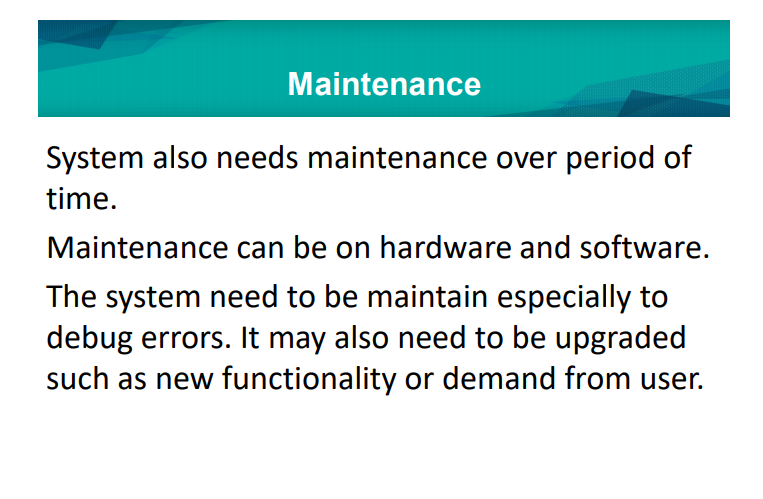 Maintenance
System also needs maintenance over period of
time.
Maintenance can be on hardware and software.
The system need to be maintain especially to
debug errors. It may also need to be upgraded
such as new functionality or demand from user.